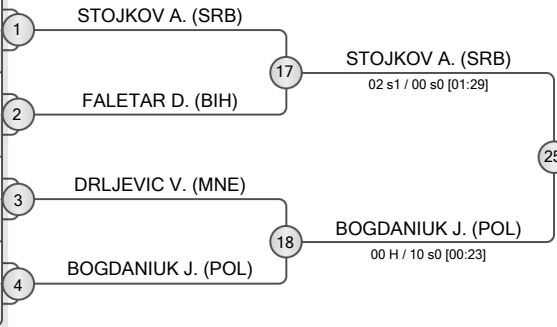 STOJKOV A. (SRB)
1
17
STOJKOV A. (SRB)
02 s1 / 00 s0 [01:29]
FALETAR D. (BIH)
2
25
DRLJEVIC V. (MNE)
3
18
BOGDANIUK J. (POL)
00 H / 10 s0 [00:23]
BOGDANIUK J. (POL)
4